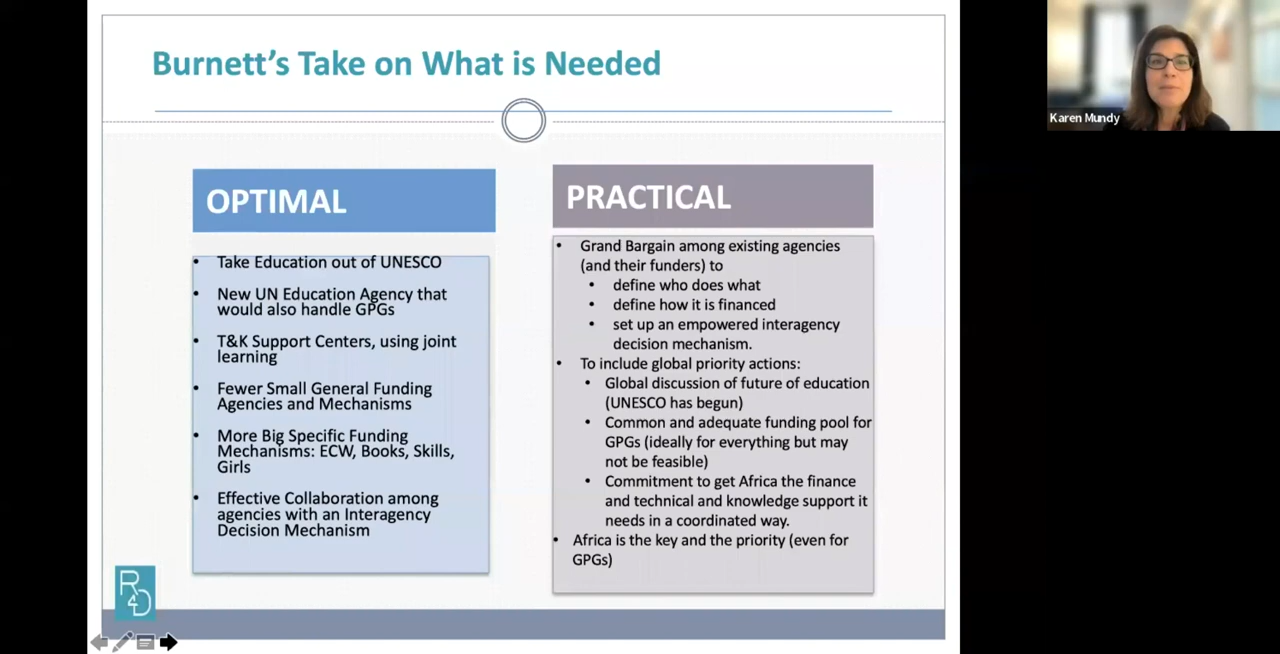 Burnett's Take on What is Needed
OPTIMAL
• Take Education out of UNESCO
• New UN Education Agency that
would also handle GPGs
• T&K Support Centers, using joint
learning
• Fewer Small General Funding
Agencies and Mechanisms
• More Big Specific Funding
Mechanisms: ECW, Books, Skills,
Girls
• Effective Collaboration among
agencies with an Interagency
Decision Mechanism
PRACTICAL
• Grand Bargain among existing agencies
(and their funders) to
• define who does what
• define how it is financed
• set up an empowered interagency
decision mechanism.
• To include global priority actions:
• Global discussion of future of education
(UNESCO has begun)
• Common and adequate funding pool for
GPGs (ideally for everything but may
not be feasible)
• Commitment to get Africa the finance
and technical and knowledge support it
needs in a coordinated way.
• Africa is the key and the priority (even for
GPGs)
R4D
Karen Mundy